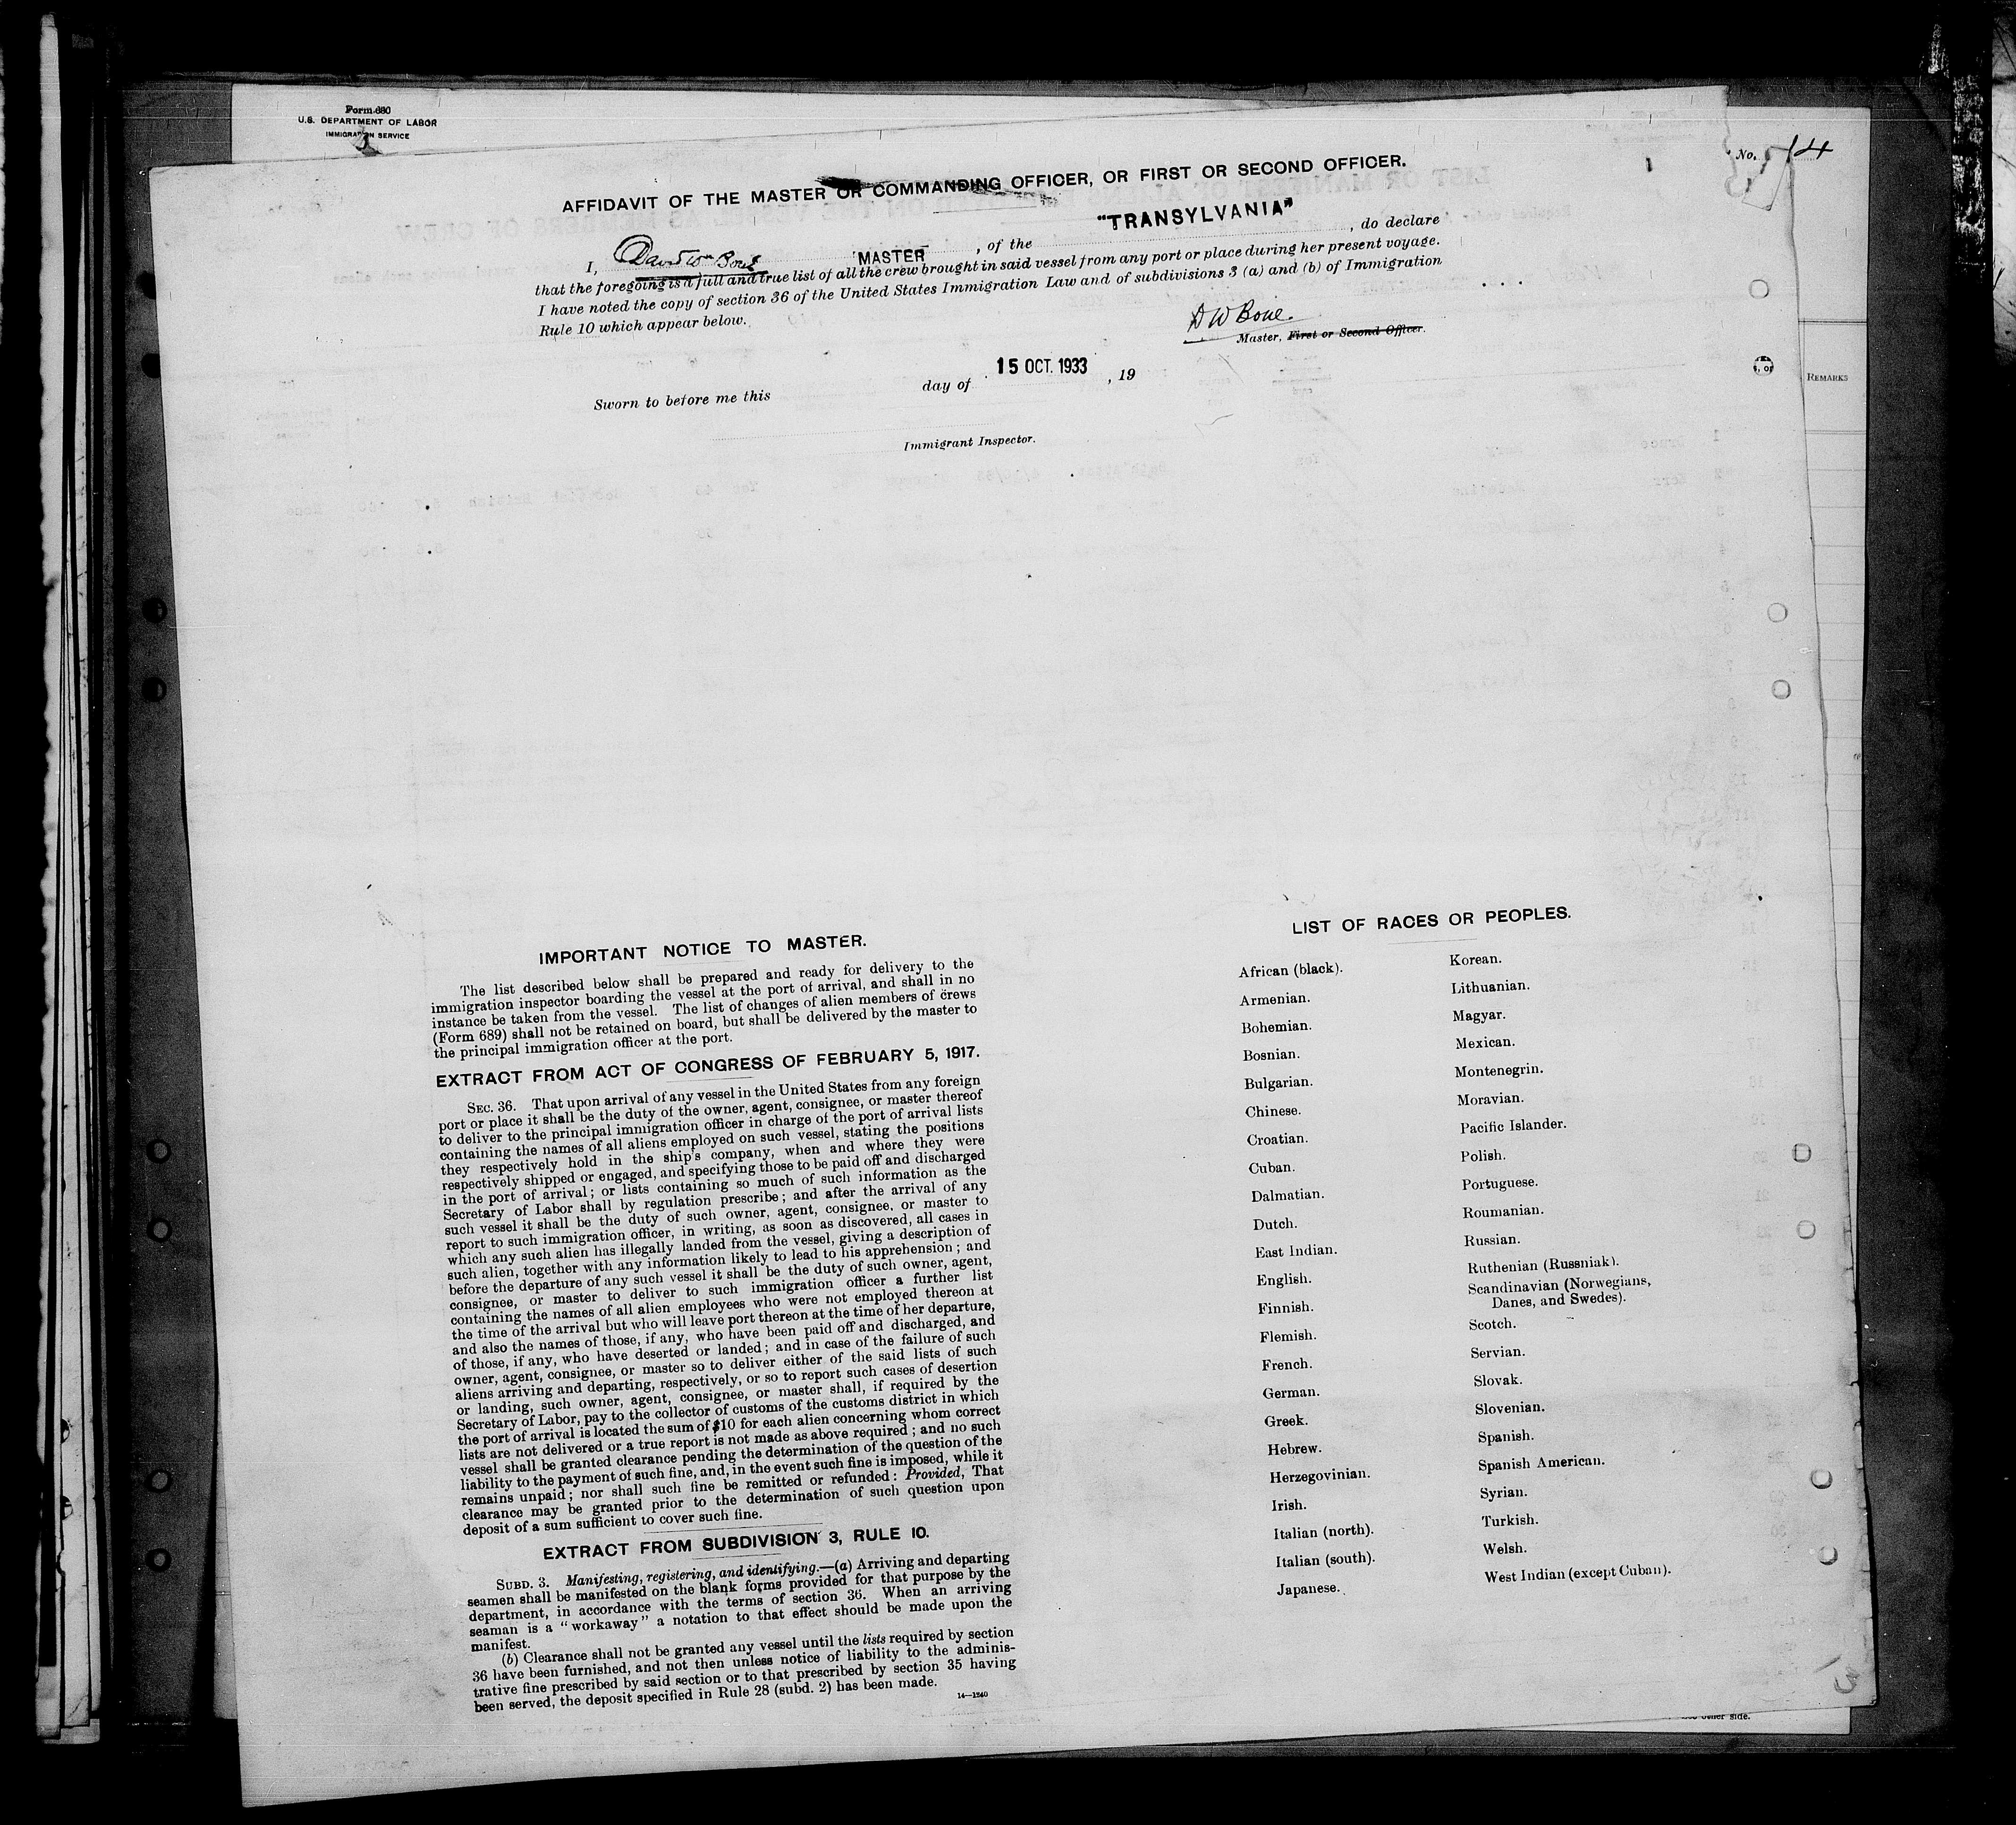 Form 680
U.S. DEPARTMENT OF LABOR
IMMIGRATION SERVICE
No. 14
AFFIDAVIT OF THE MASTER OR COMMANDING OFFICER, OR FIRST OR SECOND OFFICER.
I, David Wm Bone MASTER, of the "TRANSYLVANIA", do declare
that the foregoing is a full and true list of all the crew brought in said vessel from any port or place during her present voyage.
I have noted the copy of section 36 of the United States Immigration Law and of subdivisions 3 (a) and (b) of Immigration
Rule 10 which appear below.
D W Bone.
Master, First or Second Officer.
Sworn to before me this day of 15 OCT. 1933, 19
Immigrant Inspector.
REMARKS
IMPORTANT NOTICE TO MASTER.
The list described below shall be prepared and ready for delivery to the
immigration inspector boarding the vessel at the port of arrival, and shall in no
instance be taken from the vessel. The list of changes of alien members of crews
(Form 689) shall not be retained on board, but shall be delivered by the master to
the principal immigration officer at the port.
EXTRACT FROM ACT OF CONGRESS OF FEBRUARY 5, 1917.
SEC. 36. That upon arrival of any vessel in the United States from any foreign
port or place it shall be the duty of the owner, agent, consignee, or master thereof
to deliver to the principal immigration officer in charge of the port of arrival lists
containing the names of all aliens employed on such vessel, stating the positions
they respectively hold in the ship's company, when and where they were
respectively shipped or engaged, and specifying those to be paid off and discharged
in the port of arrival; or lists containing so much of such information as the
Secretary of Labor shall by regulation prescribe; and after the arrival of any
such vessel it shall be the duty of such owner, agent, consignee, or master to
report to such immigration officer, in writing, as soon as discovered, all cases in
which any such alien has illegally landed from the vessel, giving a description of
such alien, together with any information likely to lead to his apprehension; and
before the departure of any such vessel it shall be the duty of such owner, agent,
consignee, or master to deliver to such immigration officer a further list
containing the names of all alien employees who were not employed thereon at
the time of the arrival but who will leave port thereon at the time of her departure,
and also the names of those, if any, who have been paid off and discharged, and
of those, if any, who have deserted or landed; and in case of the failure of such
owner, agent, consignee, or master so to deliver either of the said lists of such
aliens arriving and departing, respectively, or so to report such cases of desertion
or landing, such owner, agent, consignee, or master shall, if required by the
Secretary of Labor, pay to the collector of customs of the customs district in which
the port of arrival is located the sum of $10 for each alien concerning whom correct
lists are not delivered or a true report is not made as above required; and no such
vessel shall be granted clearance pending the determination of the question of the
liability to the payment of such fine, and, in the event such fine is imposed, while it
remains unpaid; nor shall such fine be remitted or refunded: Provided, That
clearance may be granted prior to the determination of such question upon
deposit of a sum sufficient to cover such fine.
EXTRACT FROM SUBDIVISION 3, RULE 10.
SUBD. 3. Manifesting, registering, and identifying.—(a) Arriving and departing
seamen shall be manifested on the blank forms provided for that purpose by the
department, in accordance with the terms of section 36. When an arriving
seaman is a "workaway" a notation to that effect should be made upon the
manifest.
(b) Clearance shall not be granted any vessel until the lists required by section
36 have been furnished, and not then unless notice of liability to the adminis-
trative fine prescribed by said section or to that prescribed by section 35 having
been served, the deposit specified in Rule 28 (subd. 2) has been made.
14—1240
LIST OF RACES OR PEOPLES.
African (black).
Armenian.
Bohemian.
Bosnian.
Bulgarian.
Chinese.
Croatian.
Cuban.
Dalmatian.
Dutch.
East Indian.
English.
Finnish.
Flemish.
French.
German.
Greek.
Hebrew.
Herzegovinian.
Irish.
Italian (north).
Italian (south).
Japanese.
Korean.
Lithuanian.
Magyar.
Mexican.
Montenegrin.
Moravian.
Pacific Islander.
Polish.
Portuguese.
Roumanian.
Russian.
Ruthenian (Russniak).
Scandinavian (Norwegians,
Danes, and Swedes).
Scotch.
Servian.
Slovak.
Slovenian.
Spanish.
Spanish American.
Syrian.
Turkish.
Welsh.
West Indian (except Cuban).
other side.